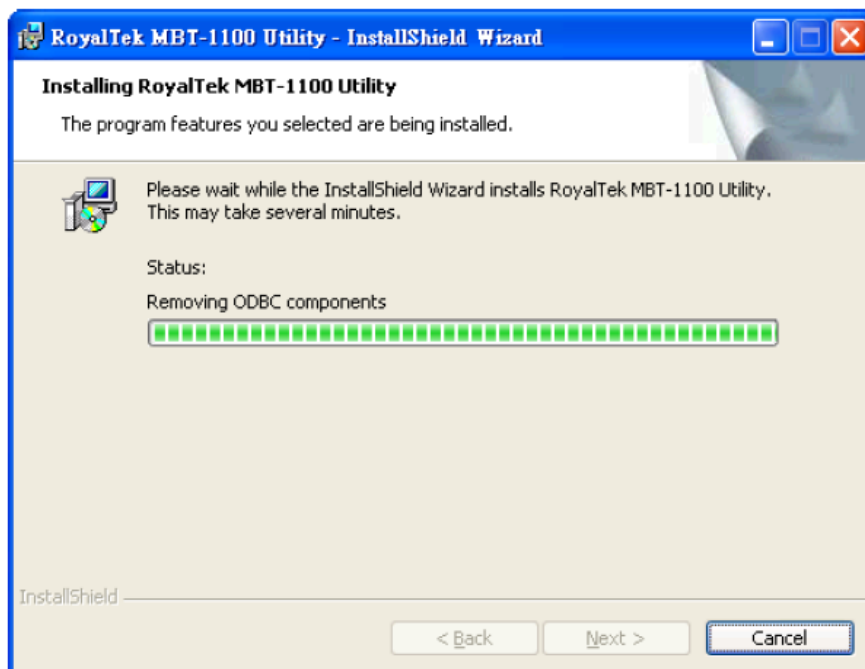 RoyalTek MBT-1100 Utility - InstallShield Wizard
Installing RoyalTek MBT-1100 Utility
The program features you selected are being installed.
Please wait while the InstallShield Wizard installs RoyalTek MBT-1100 Utility.
This may take several minutes.
Status:
Removing ODBC components
InstallShield
< Back
Next >
Cancel